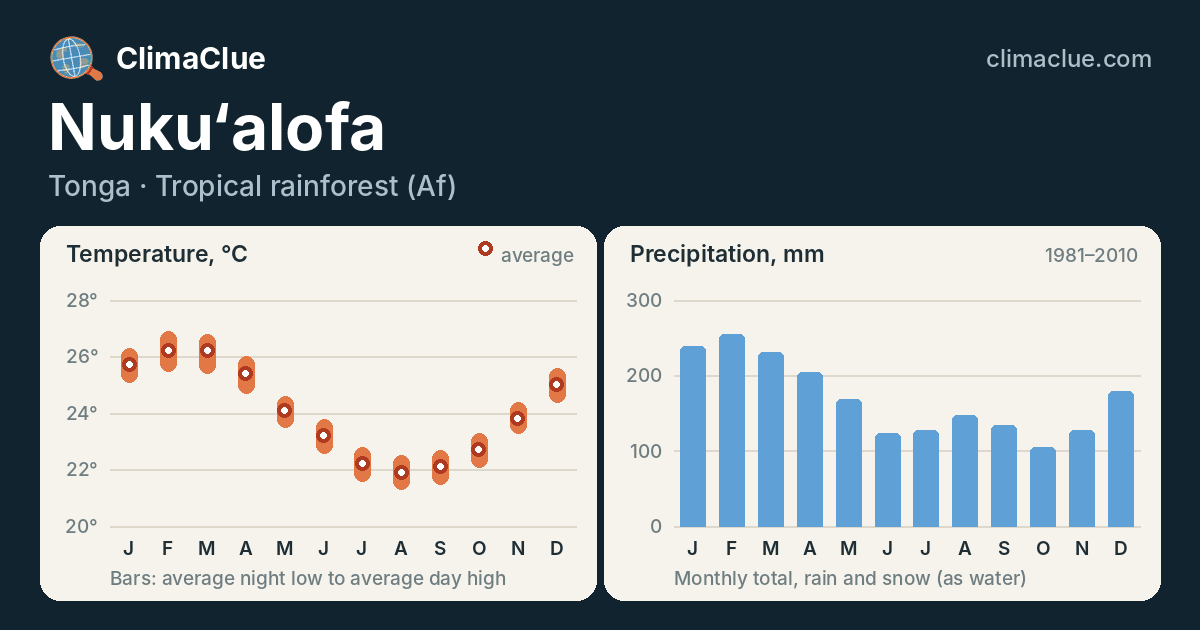 ClimaClue
climaclue.com
Nukuʻalofa
Tonga · Tropical rainforest (Af)
Temperature, °C
average
28°
26°
24°
22°
20°
J F M A M J J A S O N D
Bars: average night low to average day high
Precipitation, mm
1981–2010
300
200
100
0
J F M A M J J A S O N D
Monthly total, rain and snow (as water)